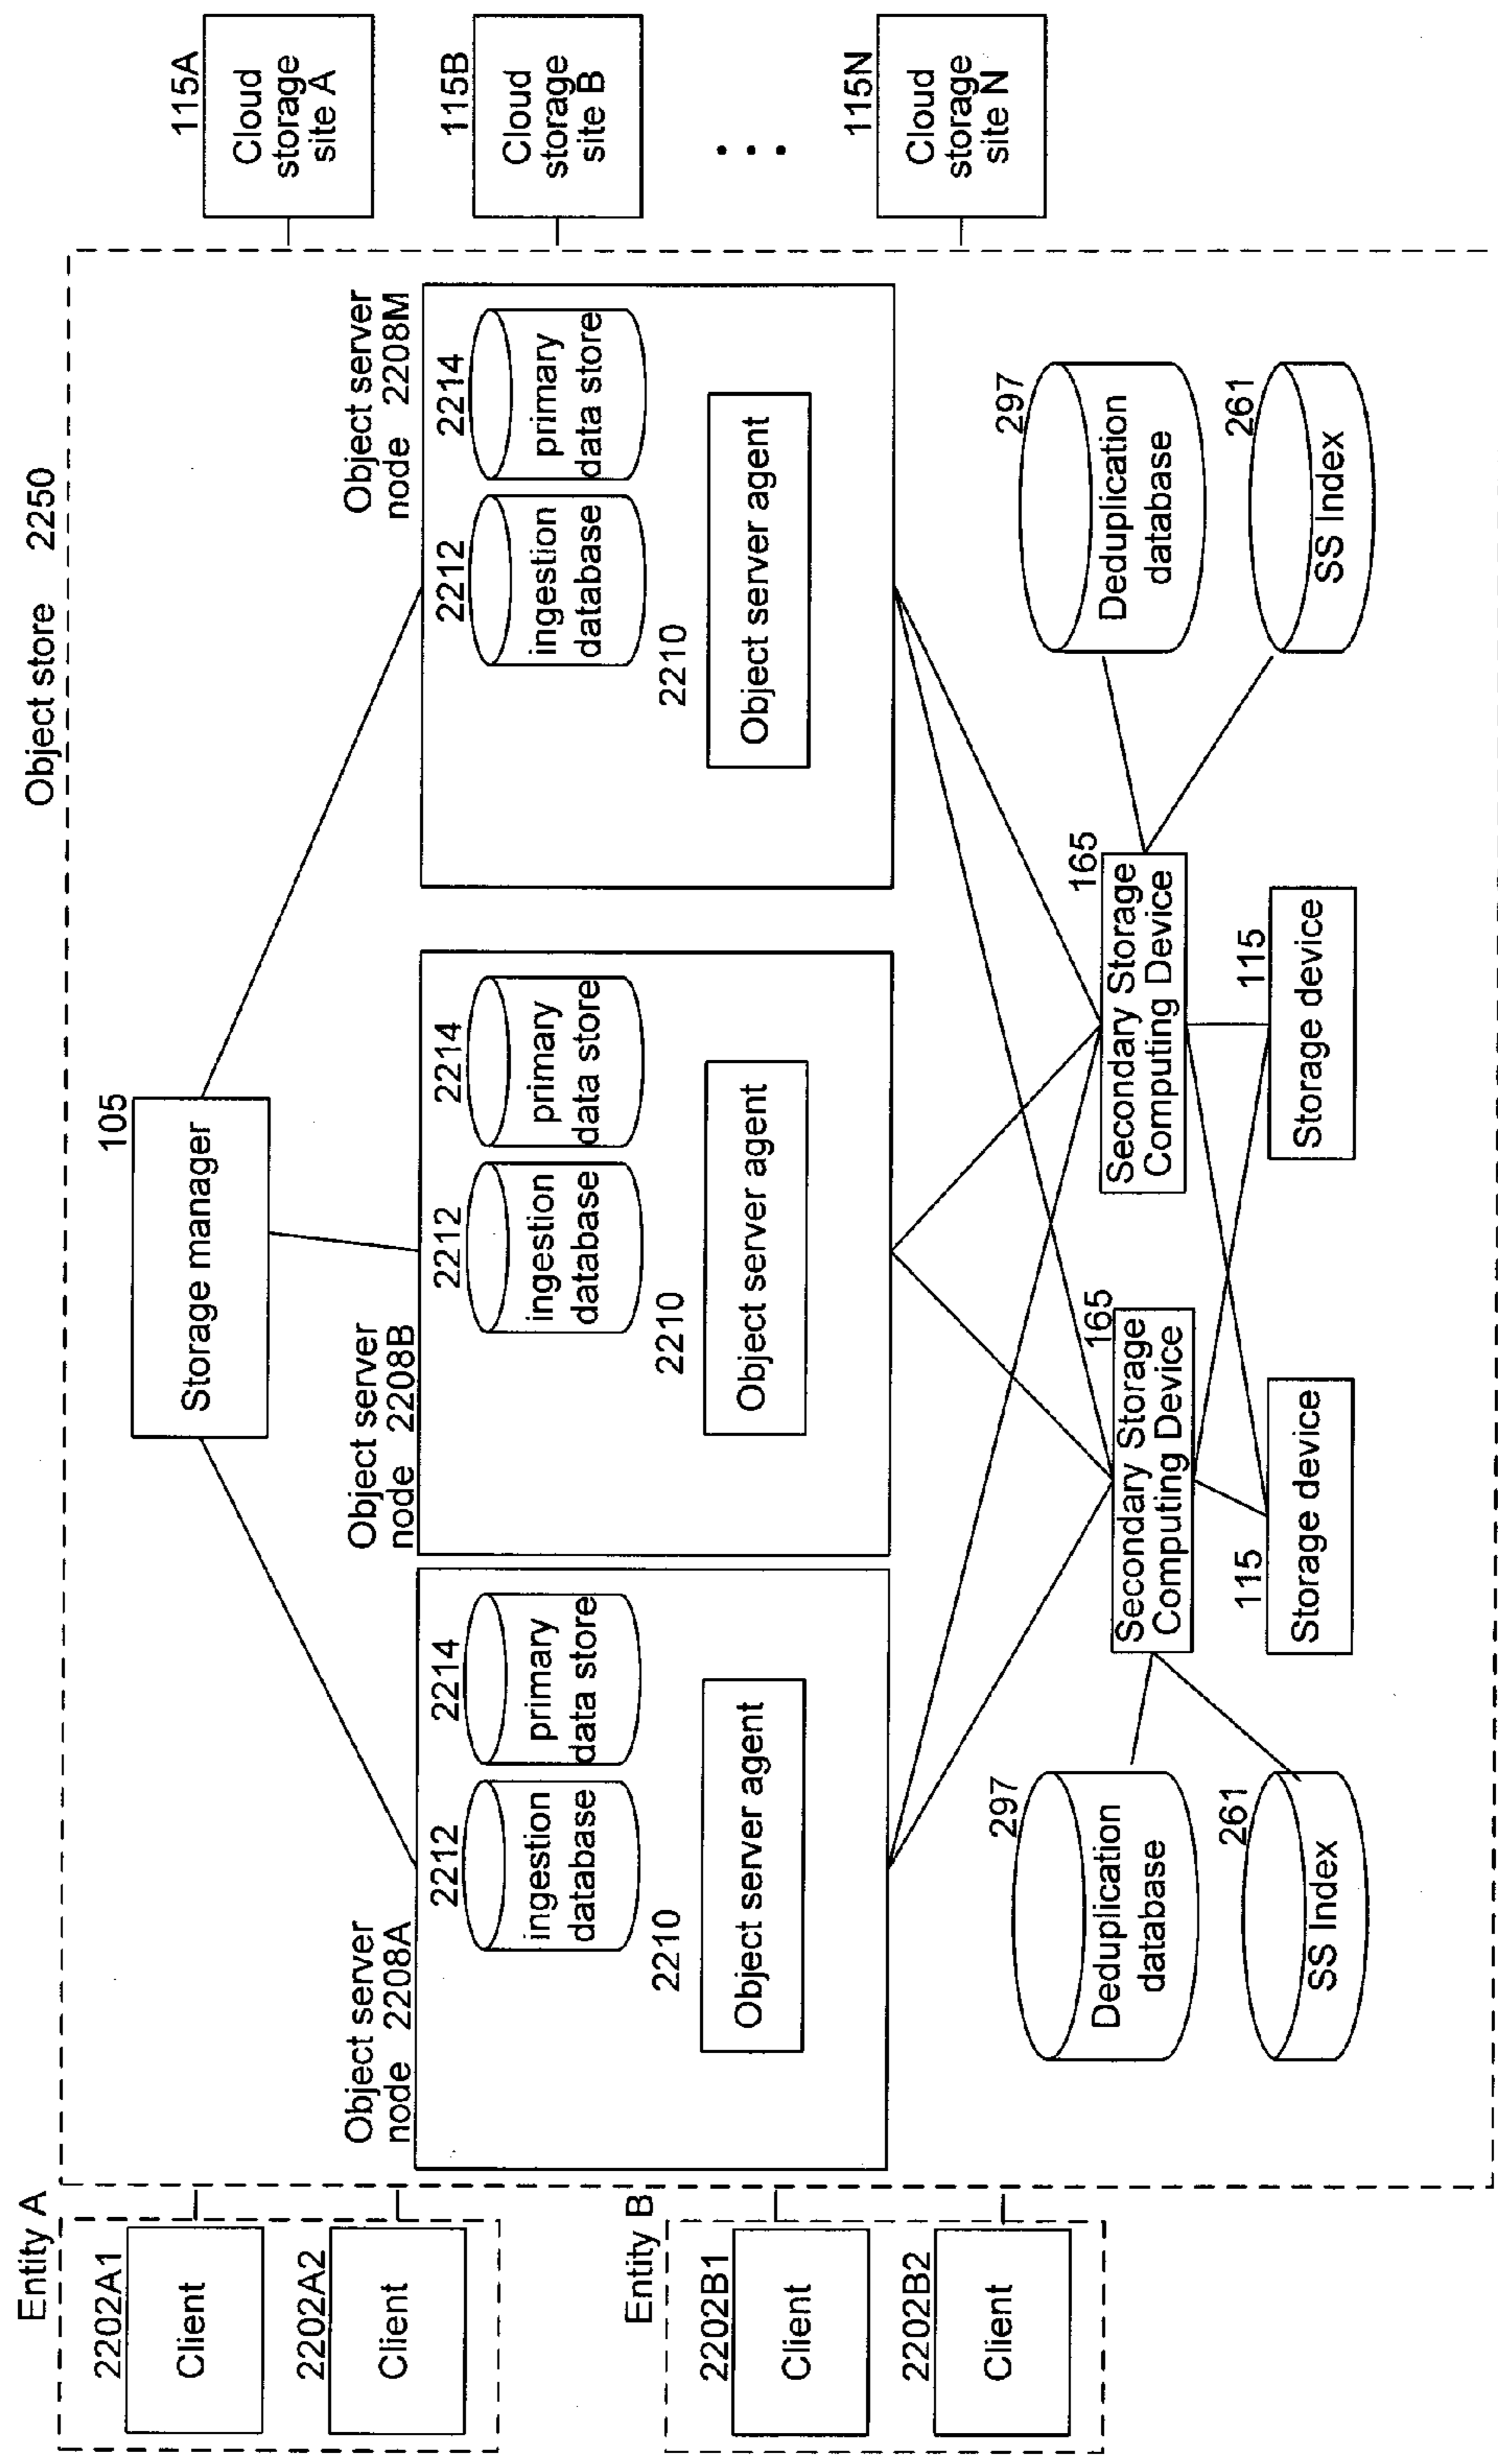 Object store 2250
Entity A
2202A1
Client
2202A2
Client
Entity B
2202B1
Client
2202B2
Client
105
Storage manager
Object server
node 2208A
2212
ingestion
database
2214
primary
data store
2210
Object server agent
Object server
node 2208B
2212
ingestion
database
2214
primary
data store
2210
Object server agent
Object server
node 2208M
2212
ingestion
database
2214
primary
data store
2210
Object server agent
297
Deduplication
database
261
SS Index
165
Secondary Storage
Computing Device
115
Storage device
165
Secondary Storage
Computing Device
115
Storage device
297
Deduplication
database
261
SS Index
115A
Cloud
storage
site A
115B
Cloud
storage
site B
115N
Cloud
storage
site N